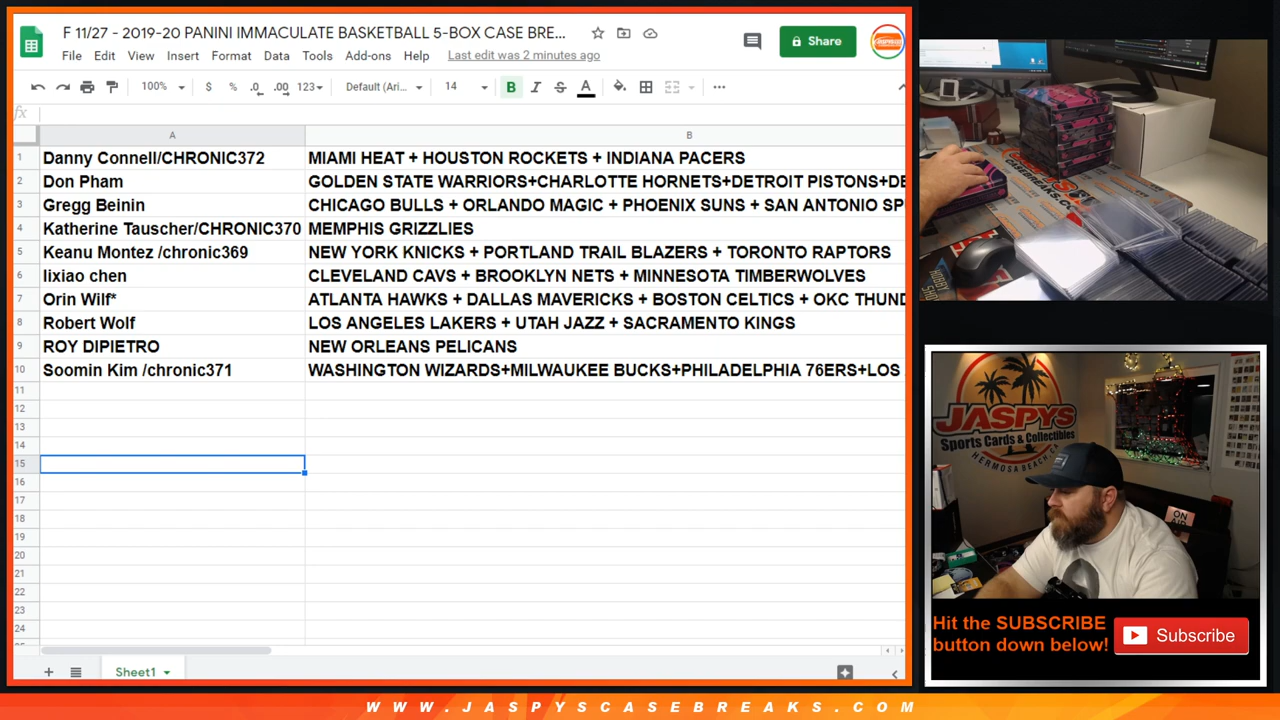 F 11/27 - 2019-20 PANINI IMMACULATE BASKETBALL 5-BOX CASE BRE...
File Edit View Insert Format Data Tools Add-ons Help Last edit was 2 minutes ago
Share
100% $ % .0 .00 123 Default (Ari... 14 B I S A
fx
A B
1 Danny Connell/CHRONIC372 MIAMI HEAT + HOUSTON ROCKETS + INDIANA PACERS
2 Don Pham GOLDEN STATE WARRIORS+CHARLOTTE HORNETS+DETROIT PISTONS+DE
3 Gregg Beinin CHICAGO BULLS + ORLANDO MAGIC + PHOENIX SUNS + SAN ANTONIO SP
4 Katherine Tauscher/CHRONIC370 MEMPHIS GRIZZLIES
5 Keanu Montez /chronic369 NEW YORK KNICKS + PORTLAND TRAIL BLAZERS + TORONTO RAPTORS
6 lixiao chen CLEVELAND CAVS + BROOKLYN NETS + MINNESOTA TIMBERWOLVES
7 Orin Wilf* ATLANTA HAWKS + DALLAS MAVERICKS + BOSTON CELTICS + OKC THUND
8 Robert Wolf LOS ANGELES LAKERS + UTAH JAZZ + SACRAMENTO KINGS
9 ROY DIPIETRO NEW ORLEANS PELICANS
10 Soomin Kim /chronic371 WASHINGTON WIZARDS+MILWAUKEE BUCKS+PHILADELPHIA 76ERS+LOS
11
12
13
14
15
16
17
18
19
20
21
22
23
24
Sheet1
JASPYS
Sports Cards & Collectibles
HERMOSA BEACH, CA
ON
AIR
Hit the SUBSCRIBE
button down below!
Subscribe
WWW.JASPYSCASEBREAKS.COM